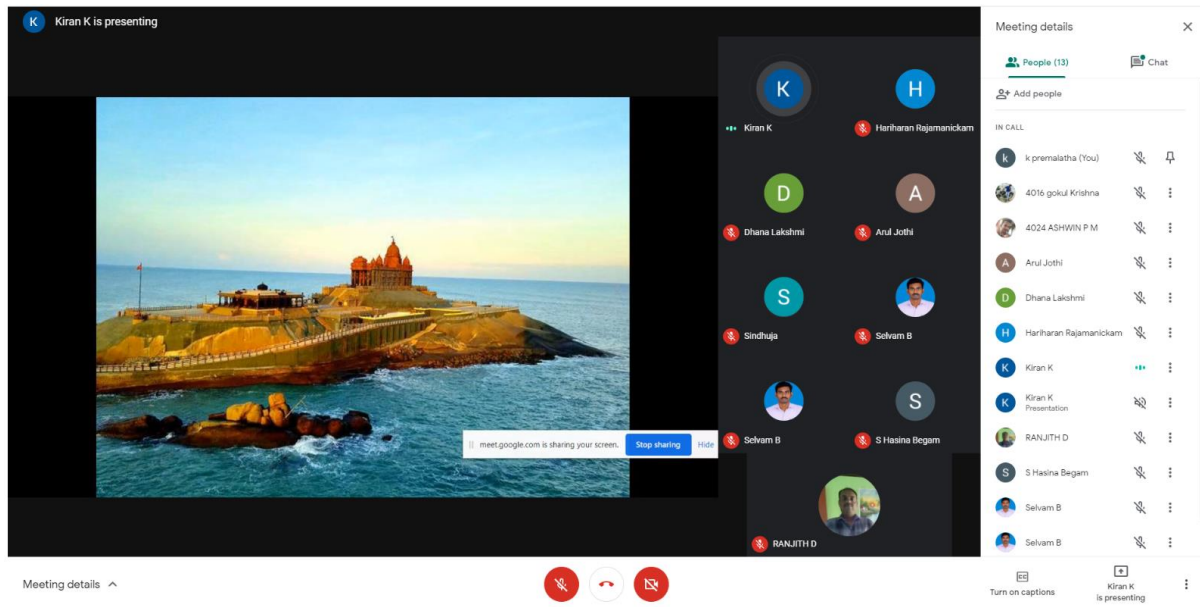 K
Kiran K is presenting
K
Kiran K
H
Hariharan Rajamanickam
D
Dhana Lakshmi
A
Arul Jothi
S
Sindhuja
Selvam B
Selvam B
S
S Hasina Begam
RANJITH D
meet.google.com is sharing your screen.
Stop sharing
Hide
Meeting details
People (13)
Chat
Add people
IN CALL
k
k premalatha (You)
4016 gokul Krishna
4024 ASHWIN P M
A
Arul Jothi
D
Dhana Lakshmi
H
Hariharan Rajamanickam
K
Kiran K
K
Kiran K
Presentation
RANJITH D
S
S Hasina Begam
Selvam B
Selvam B
Meeting details
CC
Turn on captions
Kiran K
is presenting